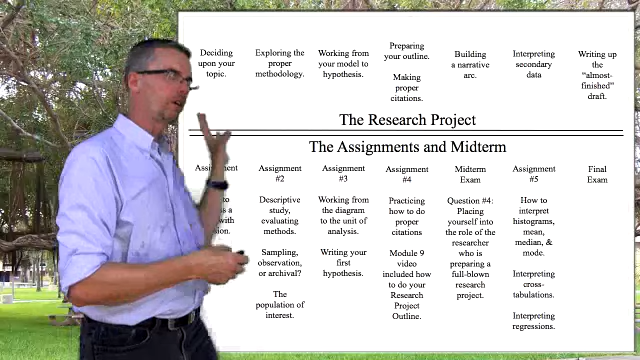 Deciding
upon your
topic.
Exploring the
proper
methodology.
Working from
your model to
hypothesis.
Preparing
your outline.
Making
proper
citations.
Building
a narrative
arc.
Interpreting
secondary
data
Writing up
the
"almost-
finished"
draft.
The Research Project
The Assignments and Midterm
Assignment
#2
Descriptive
study,
evaluating
methods.
Sampling,
observation,
or archival?
The
population of
interest.
Assignment
#3
Working from
the diagram
to the unit of
analysis.
Writing your
first
hypothesis.
Assignment
#4
Practicing
how to do
proper
citations
Module 9
video
included how
to do your
Research
Project
Outline.
Midterm
Exam
Question #4:
Placing
yourself into
the role of the
researcher
who is
preparing a
full-blown
research
project.
Assignment
#5
How to
interpret
histograms,
mean,
median, &
mode.
Interpreting
cross-
tabulations.
Interpreting
regressions.
Final
Exam